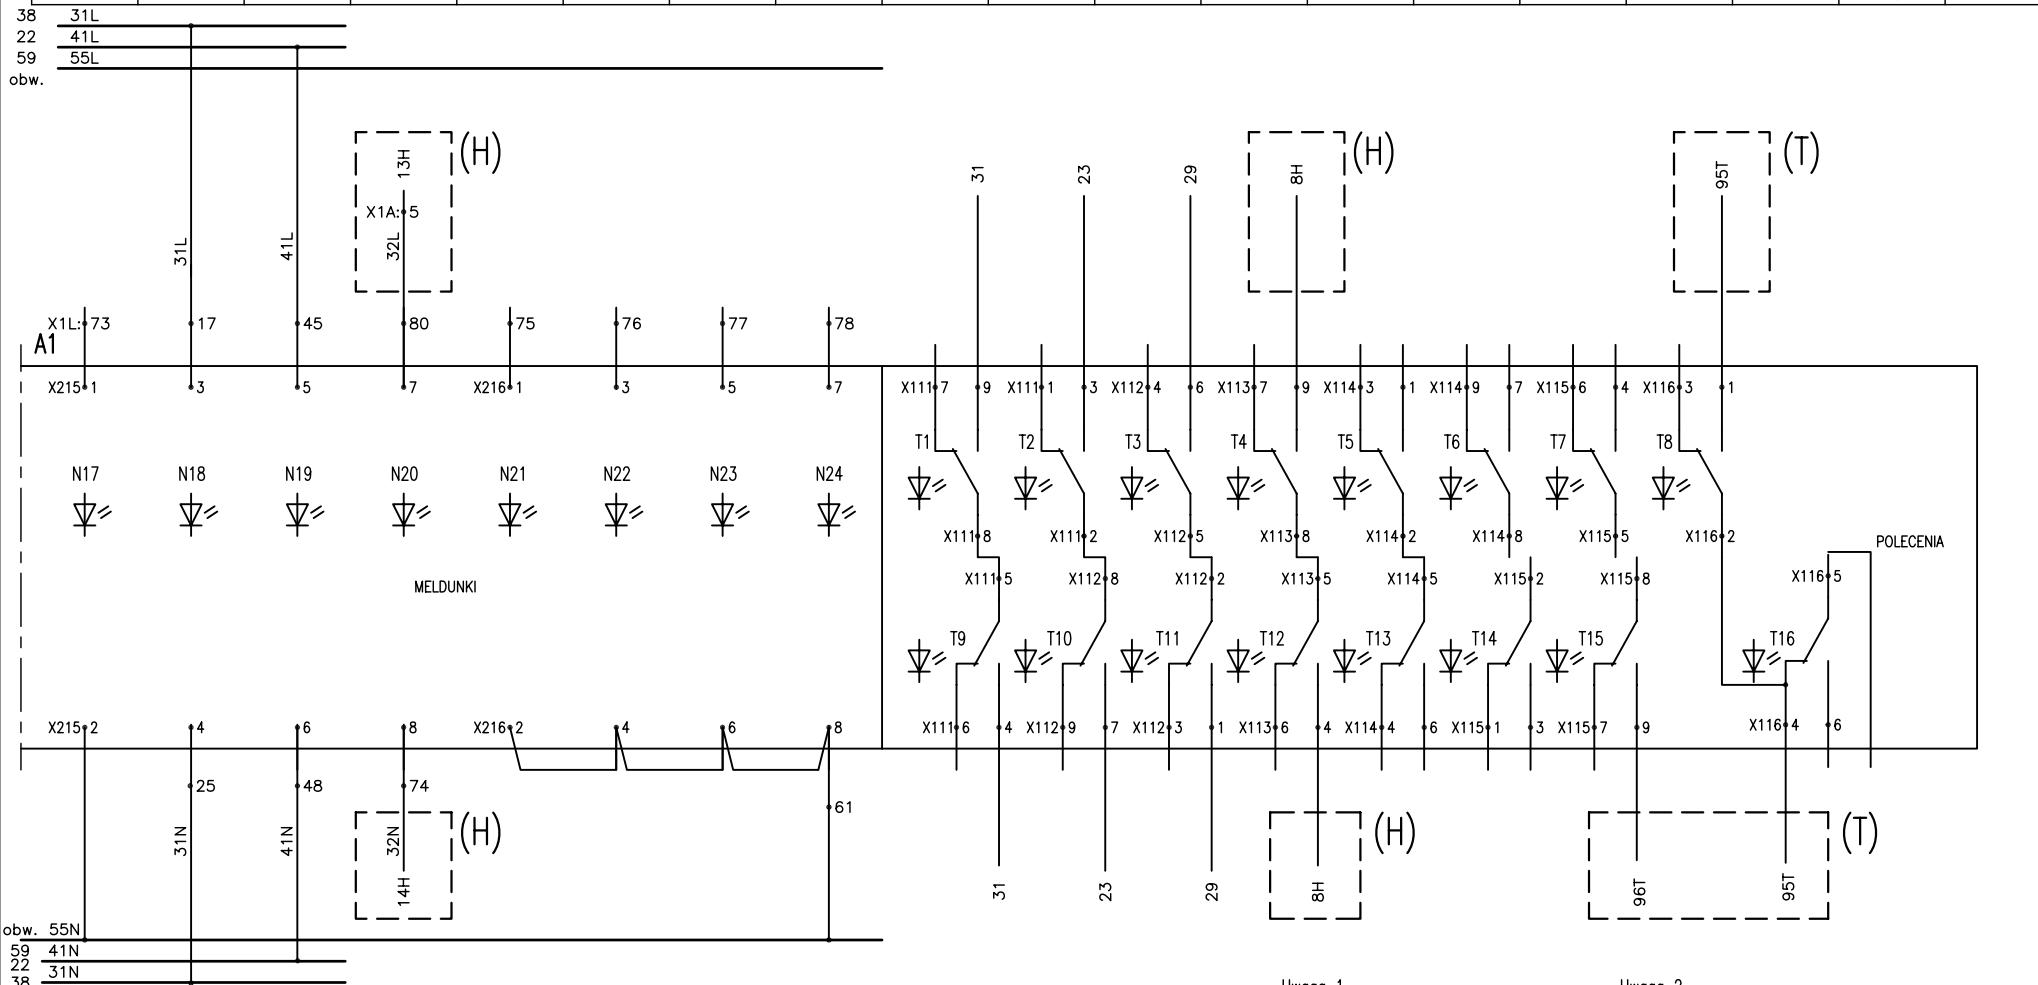 38 31L
22 41L
59 55L
obw.
(H) (H) (T)
13H 31 23 29 8H 95T
X1A: 5
31L 41L 32L
X1L: 73 17 45 80 75 76 77 78
A1
X215 1 3 5 7 X216 1 3 5 7 X111 7 9 X111 1 3 X112 4 6 X113 7 9 X114 3 1 X114 9 7 X115 6 4 X116 3 1
T1 T2 T3 T4 T5 T6 T7 T8
N17 N18 N19 N20 N21 N22 N23 N24
X111 8 X111 2 X112 5 X113 8 X114 2 X114 8 X115 5 X116 2
POLECENIA
X111 5 X112 8 X112 2 X113 5 X114 5 X115 2 X115 8 X116 5
MELDUNKI
T9 T10 T11 T12 T13 T14 T15 T16
X215 2 4 6 8 X216 2 4 6 8 X111 6 4 X112 9 7 X112 3 1 X113 6 4 X114 4 6 X115 1 3 X115 7 9 X116 4 6
25 48 74 61
31N 41N 32N (H) (H) (T)
14H 31 23 29 8H 96T 95T
obw. 55N
59 41N
22
38 31N
Uwaga 1 Uwaga 2